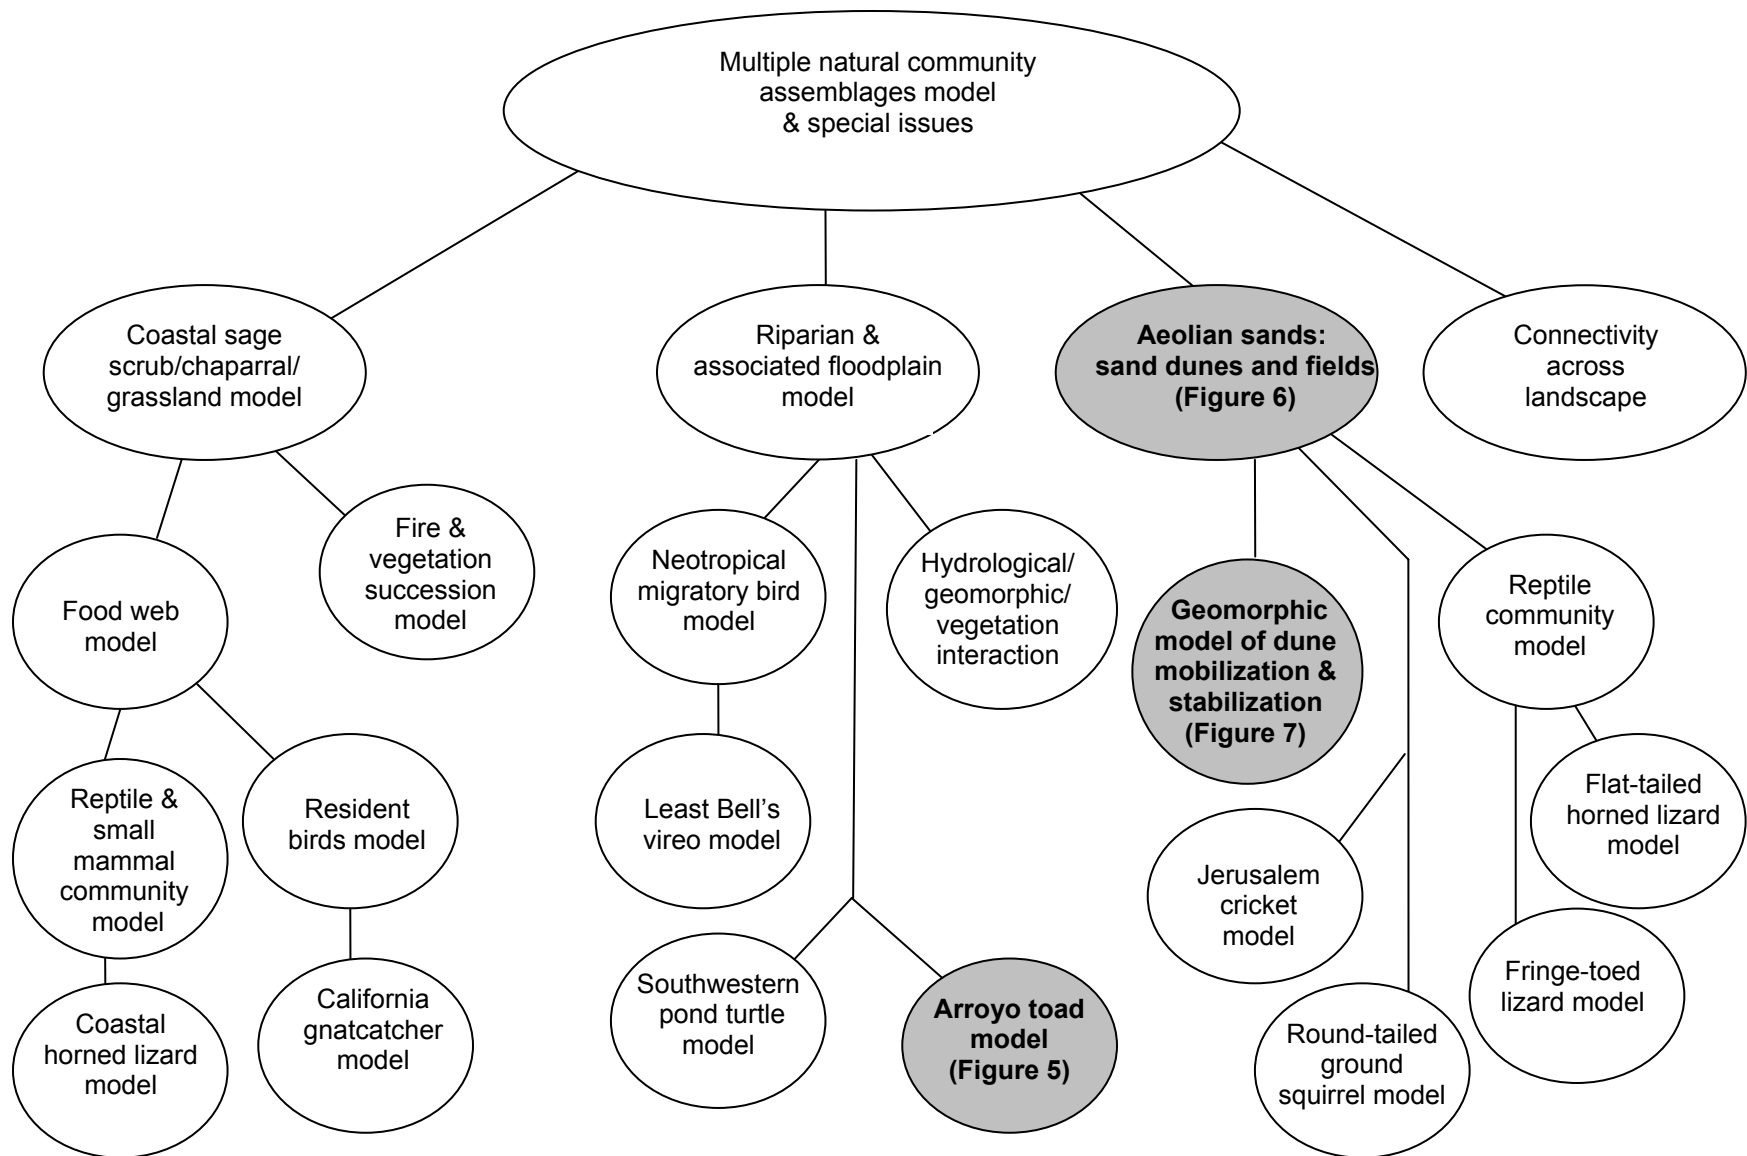 Multiple natural community
assemblages model
& special issues
Coastal sage
scrub/chaparral/
grassland model
Riparian &
associated floodplain
model
Aeolian sands:
sand dunes and fields
(Figure 6)
Connectivity
across
landscape
Food web
model
Fire &
vegetation
succession
model
Neotropical
migratory bird
model
Hydrological/
geomorphic/
vegetation
interaction
Geomorphic
model of dune
mobilization &
stabilization
(Figure 7)
Reptile
community
model
Reptile &
small
mammal
community
model
Resident
birds model
Least Bell’s
vireo model
Jerusalem
cricket
model
Flat-tailed
horned lizard
model
Coastal
horned lizard
model
California
gnatcatcher
model
Southwestern
pond turtle
model
Arroyo toad
model
(Figure 5)
Round-tailed
ground
squirrel model
Fringe-toed
lizard model